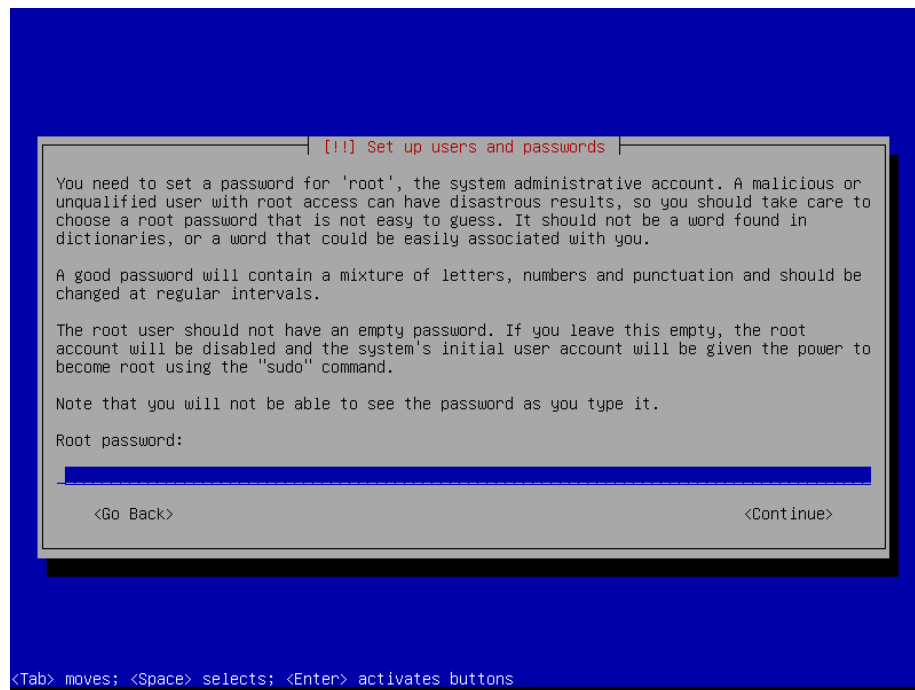 [!!] Set up users and passwords
You need to set a password for 'root', the system administrative account. A malicious or
unqualified user with root access can have disastrous results, so you should take care to
choose a root password that is not easy to guess. It should not be a word found in
dictionaries, or a word that could be easily associated with you.
A good password will contain a mixture of letters, numbers and punctuation and should be
changed at regular intervals.
The root user should not have an empty password. If you leave this empty, the root
account will be disabled and the system's initial user account will be given the power to
become root using the "sudo" command.
Note that you will not be able to see the password as you type it.
Root password:
<Go Back> <Continue>
<Tab> moves; <Space> selects; <Enter> activates buttons